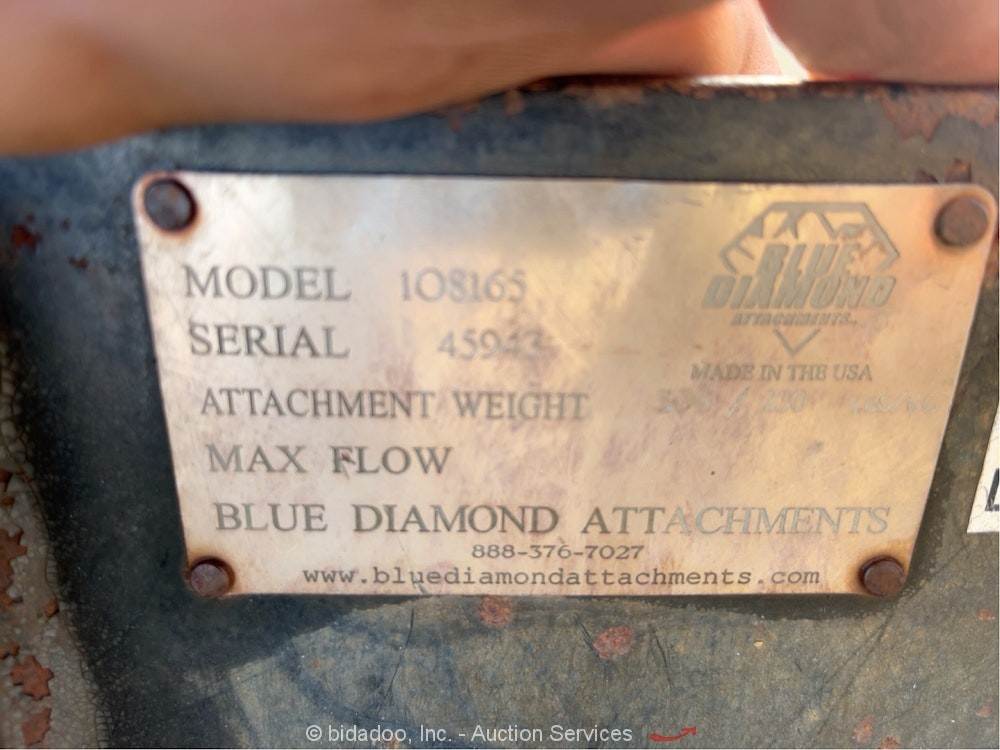 BLUE
DIAMOND
ATTACHMENTS
MADE IN THE USA
MODEL 108165
SERIAL 45943
ATTACHMENT WEIGHT / 230
MAX FLOW
BLUE DIAMOND ATTACHMENTS
888-376-7027
www.bluediamondattachments.com
© bidadoo, Inc. - Auction Services